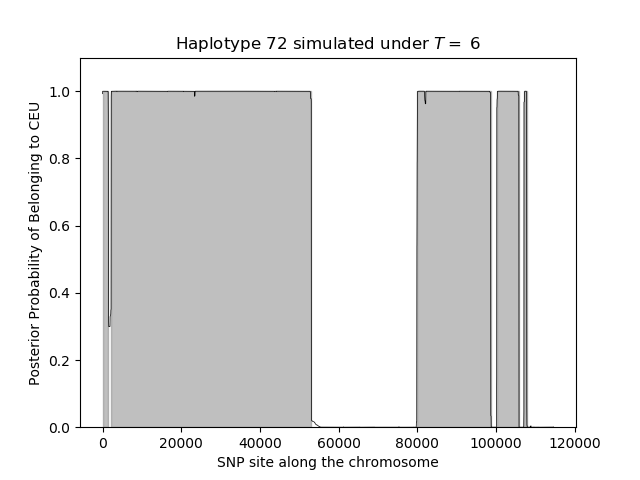 Haplotype 72 simulated under T = 6
Posterior Probability of Belonging to CEU
1.0
0.8
0.6
0.4
0.2
0.0
0 20000 40000 60000 80000 100000 120000
SNP site along the chromosome